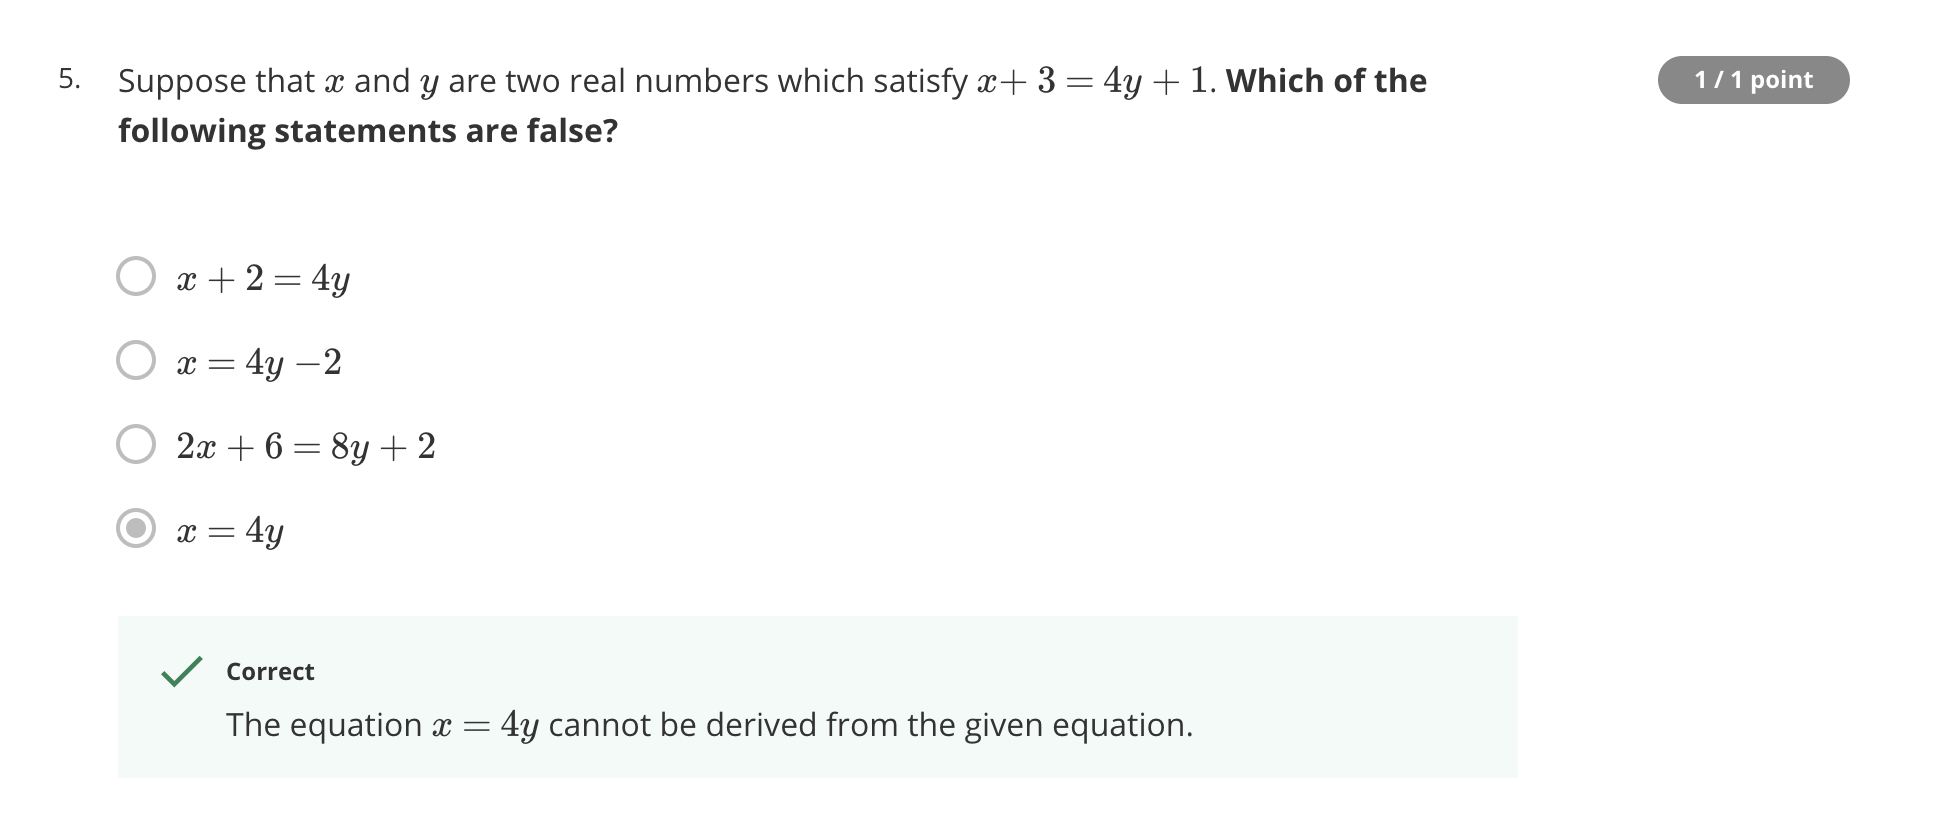 5. Suppose that x and y are two real numbers which satisfy x+ 3 = 4y + 1. Which of the
following statements are false?
1 / 1 point
x + 2 = 4y
x = 4y −2
2x + 6 = 8y + 2
x = 4y
Correct
The equation x = 4y cannot be derived from the given equation.